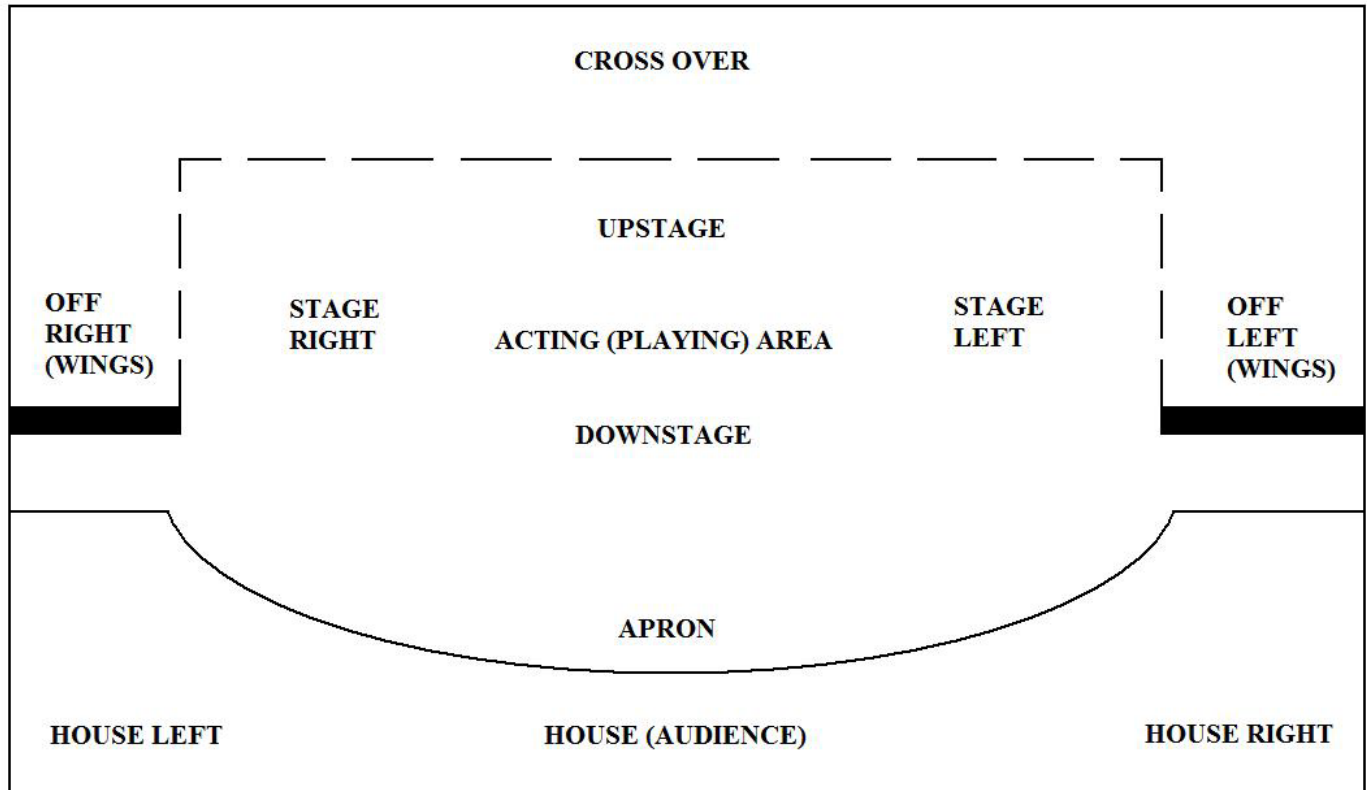 CROSS OVER
UPSTAGE
OFF
RIGHT
(WINGS)
STAGE
RIGHT
ACTING (PLAYING) AREA
STAGE
LEFT
OFF
LEFT
(WINGS)
DOWNSTAGE
APRON
HOUSE LEFT
HOUSE (AUDIENCE)
HOUSE RIGHT